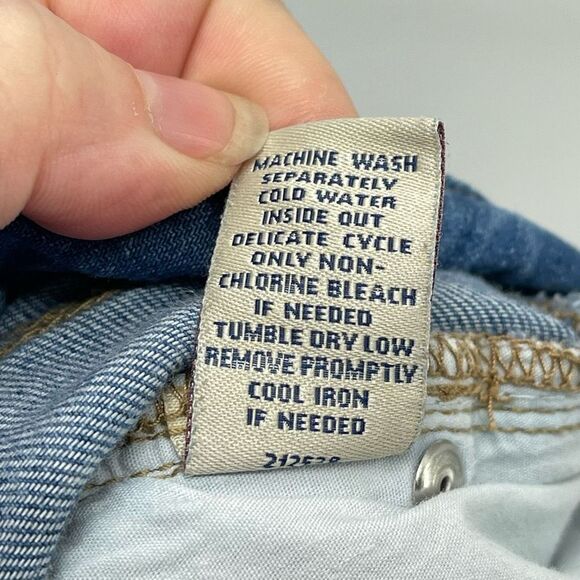 MACHINE WASH
SEPARATELY
COLD WATER
INSIDE OUT
DELICATE CYCLE
ONLY NON-
CHLORINE BLEACH
IF NEEDED
TUMBLE DRY LOW
REMOVE PROMPTLY
COOL IRON
IF NEEDED